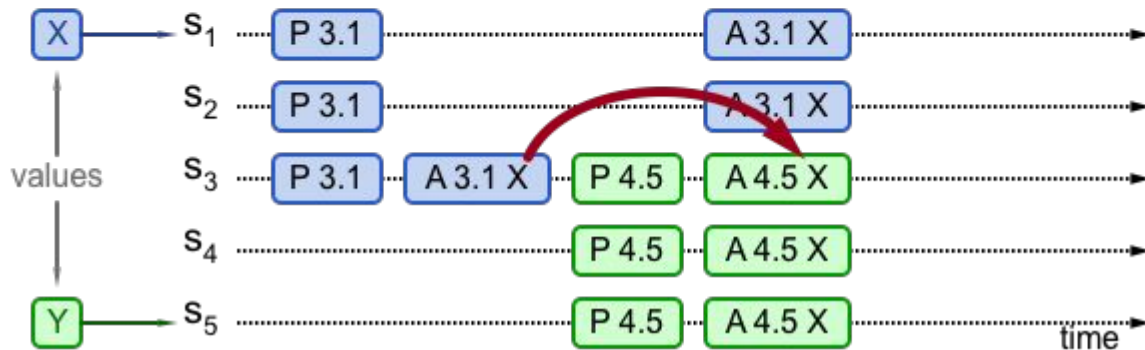 X S1 P 3.1 A 3.1 X
S2 P 3.1 A 3.1 X
values S3 P 3.1 A 3.1 X P 4.5 A 4.5 X
S4 P 4.5 A 4.5 X
Y S5 P 4.5 A 4.5 X
time